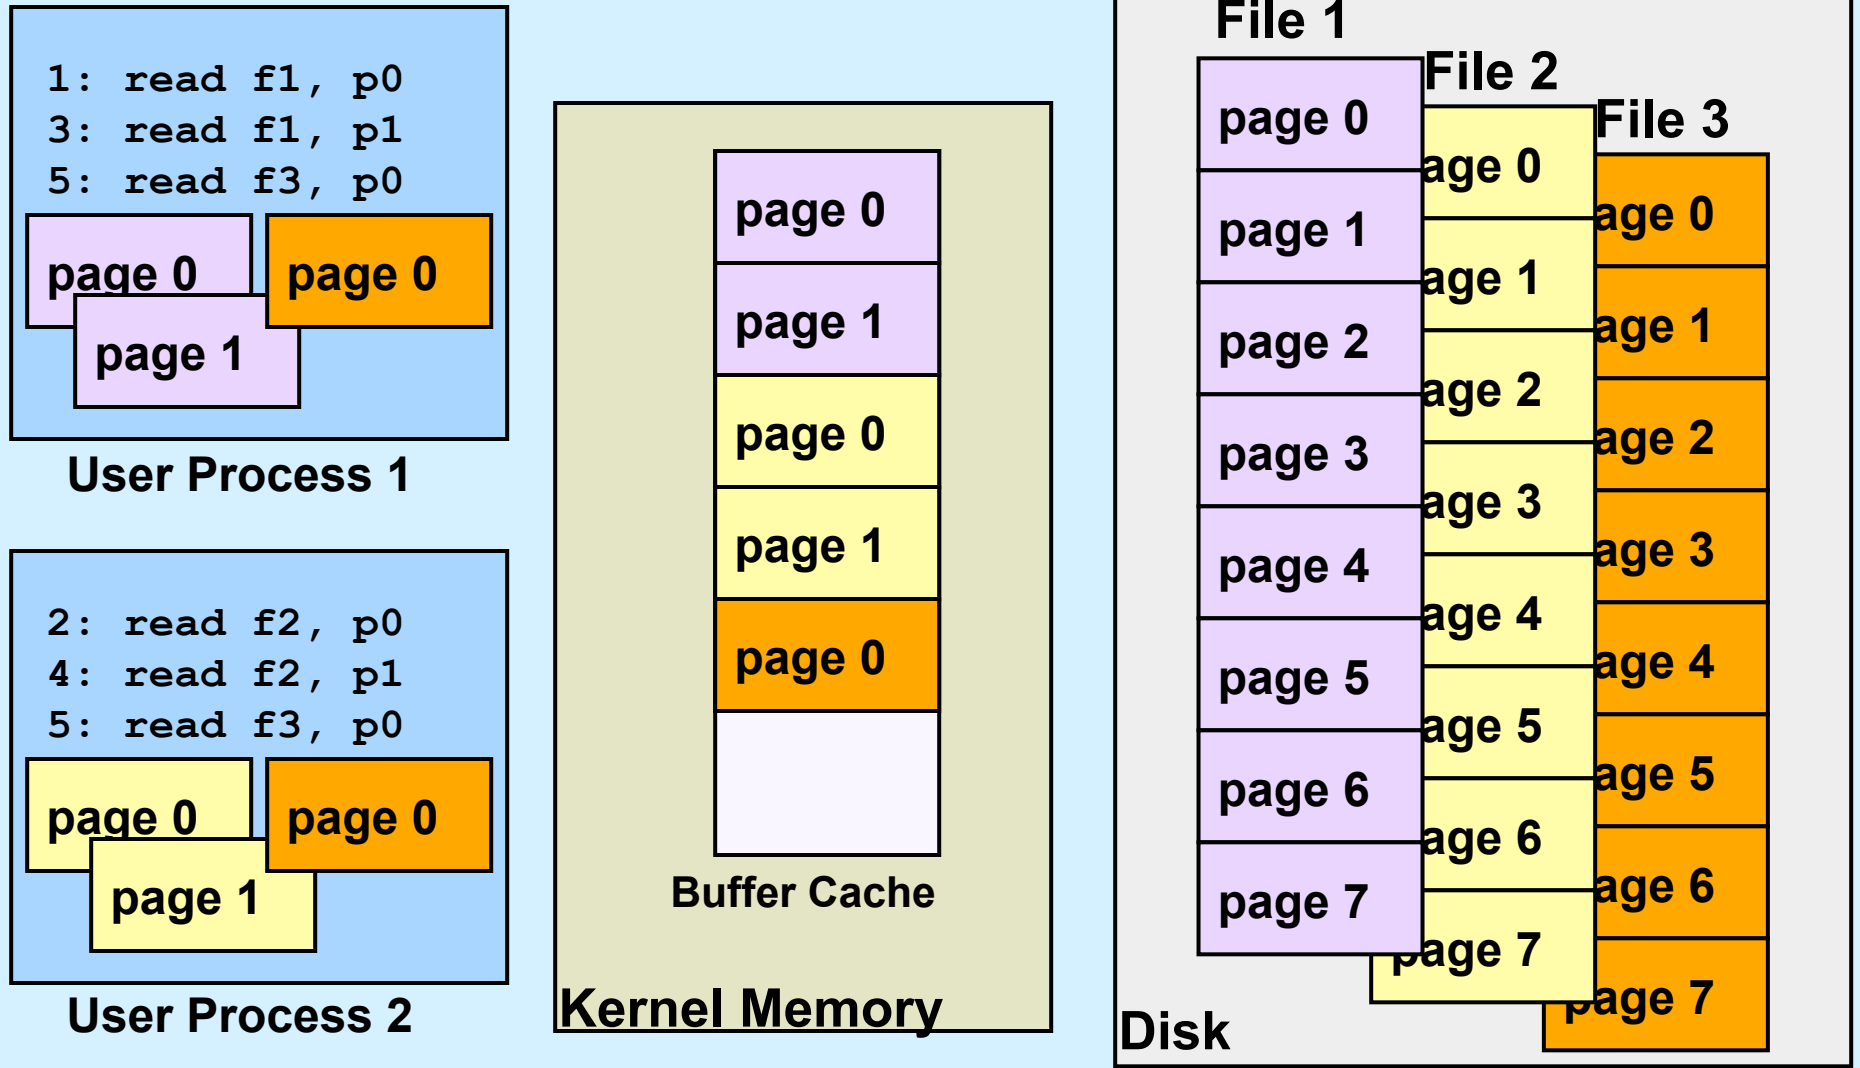 1: read f1, p0
3: read f1, p1
5: read f3, p0
page 0
page 0
page 1
User Process 1
2: read f2, p0
4: read f2, p1
5: read f3, p0
page 0
page 0
page 1
User Process 2
page 0
page 1
page 0
page 1
page 0
Buffer Cache
Kernel Memory
File 1
page 0
page 1
page 2
page 3
page 4
page 5
page 6
page 7
File 2
age 0
age 1
age 2
age 3
age 4
age 5
age 6
page 7
File 3
age 0
age 1
age 2
age 3
age 4
age 5
age 6
page 7
Disk